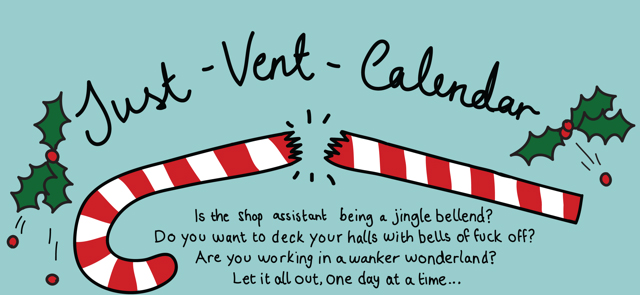 Just - Vent - Calendar
Is the shop assistant being a jingle bellend?
Do you want to deck your halls with bells of fuck off?
Are you working in a wanker wonderland?
Let it all out, one day at a time...